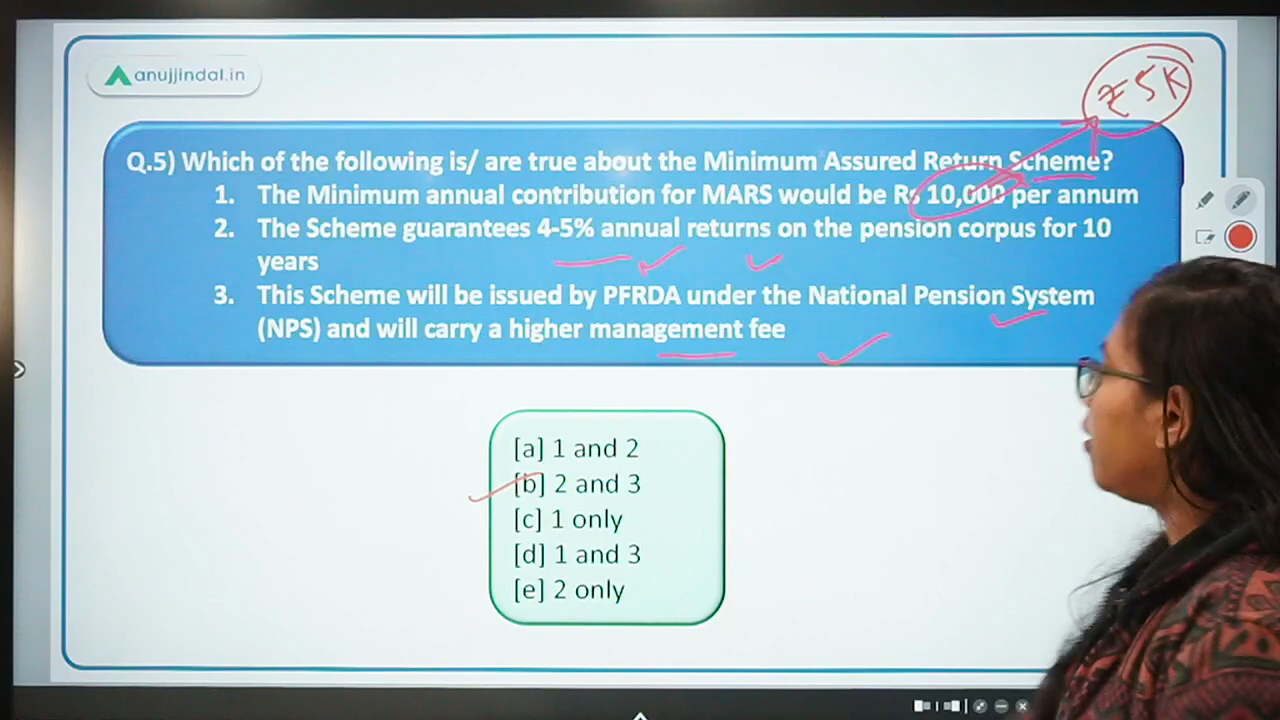 anujjindal.in
₹5K
Q.5) Which of the following is/ are true about the Minimum Assured Return Scheme?
1. The Minimum annual contribution for MARS would be Rs 10,000 per annum
2. The Scheme guarantees 4-5% annual returns on the pension corpus for 10
years
3. This Scheme will be issued by PFRDA under the National Pension System
(NPS) and will carry a higher management fee
[a] 1 and 2
[b] 2 and 3
[c] 1 only
[d] 1 and 3
[e] 2 only